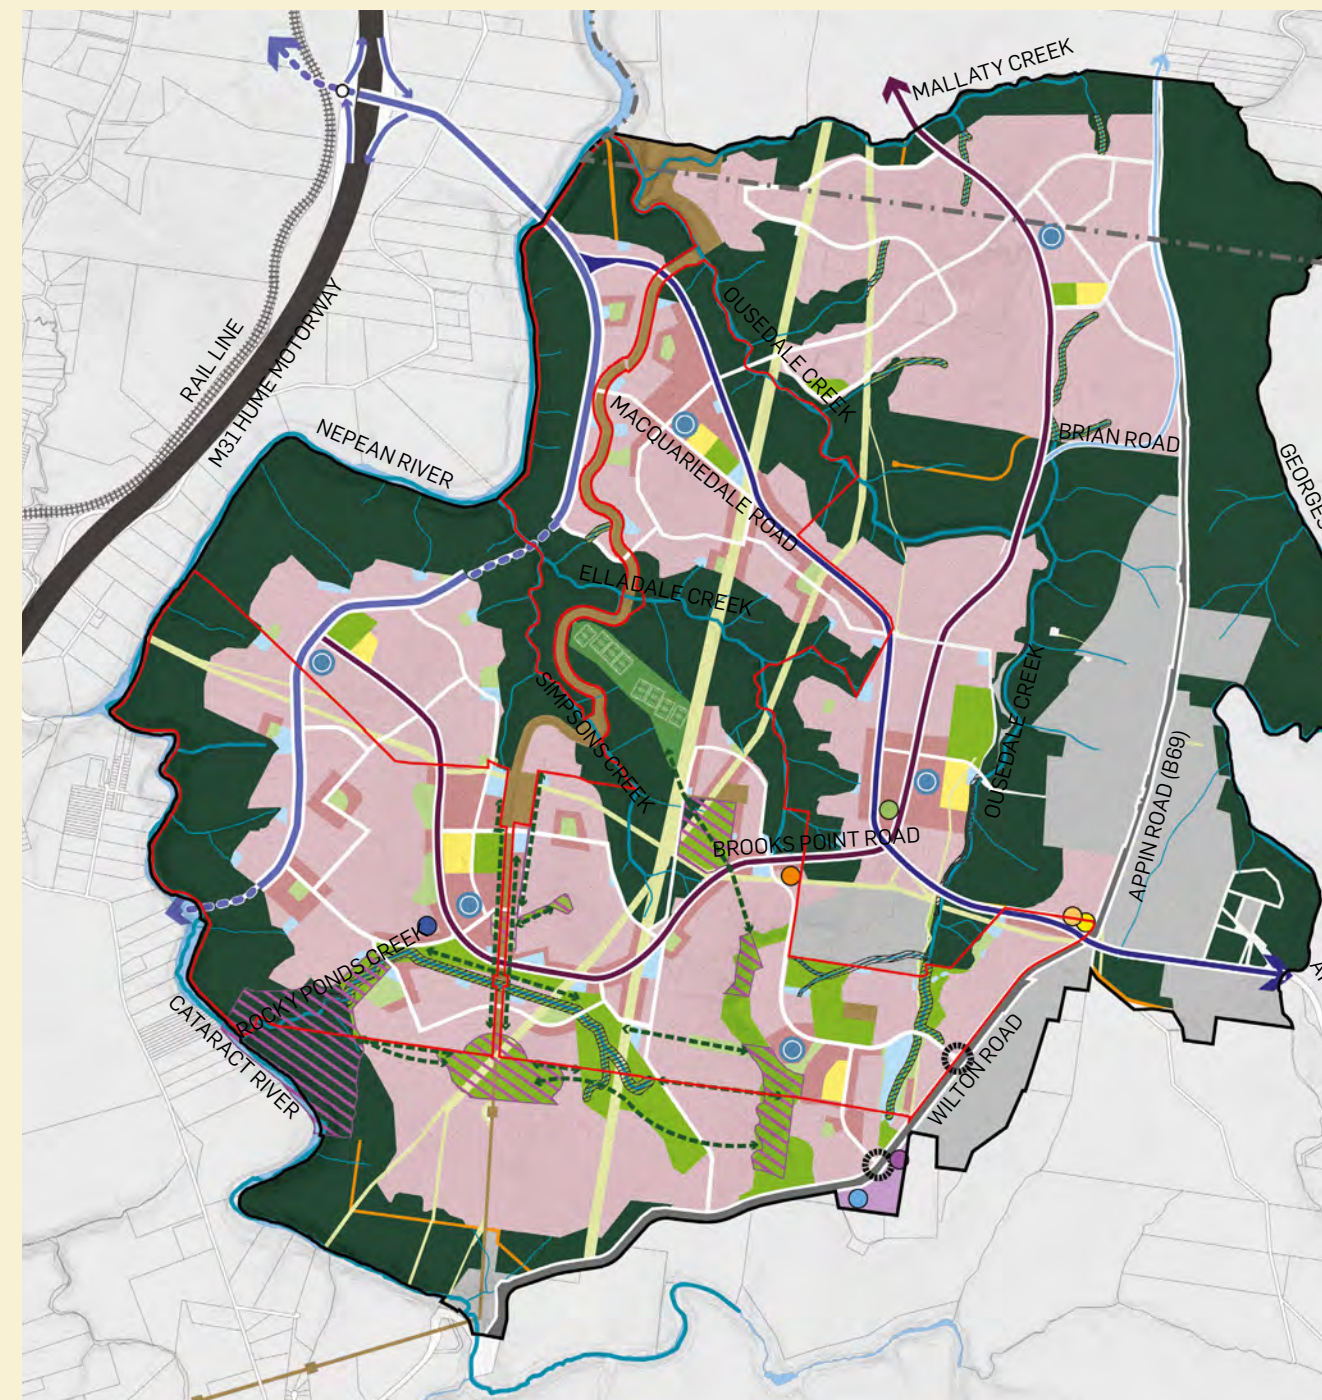 MALLATY CREEK
RAIL LINE
M31 HUME MOTORWAY
OUSEDALE CREEK
NEPEAN RIVER
MACQUARIEDALE ROAD
BRIAN ROAD
GEORGES
ELLADALE CREEK
SIMPSONS CREEK
OUSEDALE CREEK
APPIN ROAD (B69)
BROOKS POINT ROAD
ROCKY PONDS CREEK
CATARACT RIVER
WILTON ROAD